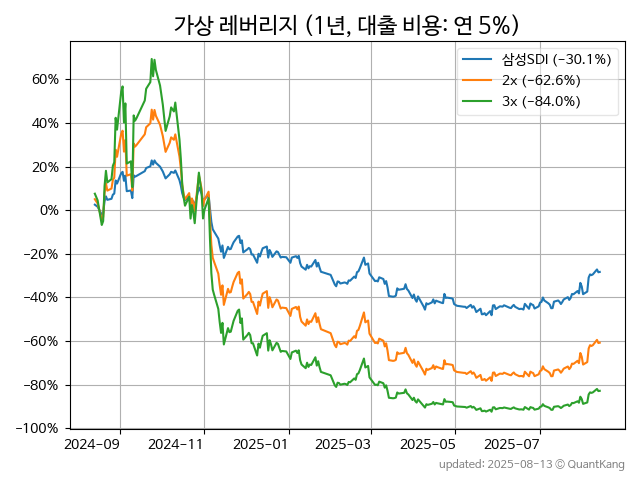 가상 레버리지 (1년, 대출 비용: 연 5%)
삼성SDI (−30.1%)
2x (−62.6%)
3x (−84.0%)
60%
40%
20%
0%
−20%
−40%
−60%
−80%
−100%
2024-09 2024-11 2025-01 2025-03 2025-05 2025-07
updated: 2025-08-13 © QuantKang